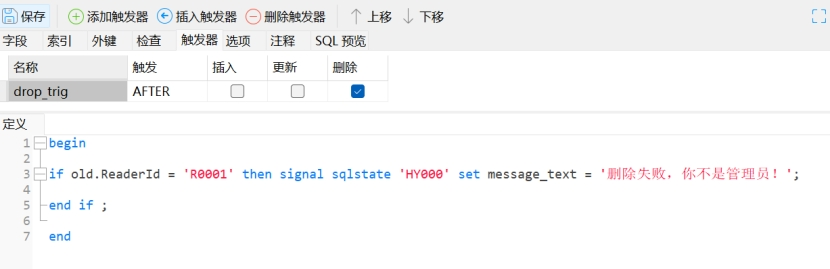 保存 添加触发器 插入触发器 删除触发器 上移 下移
字段 索引 外键 检查 触发器 选项 注释 SQL 预览
名称 触发 插入 更新 删除
drop_trig AFTER
定义
1 begin
2
3 if old.ReaderId = 'R0001' then signal sqlstate 'HY000' set message_text = '删除失败，你不是管理员！';
4
5 end if ;
6
7 end